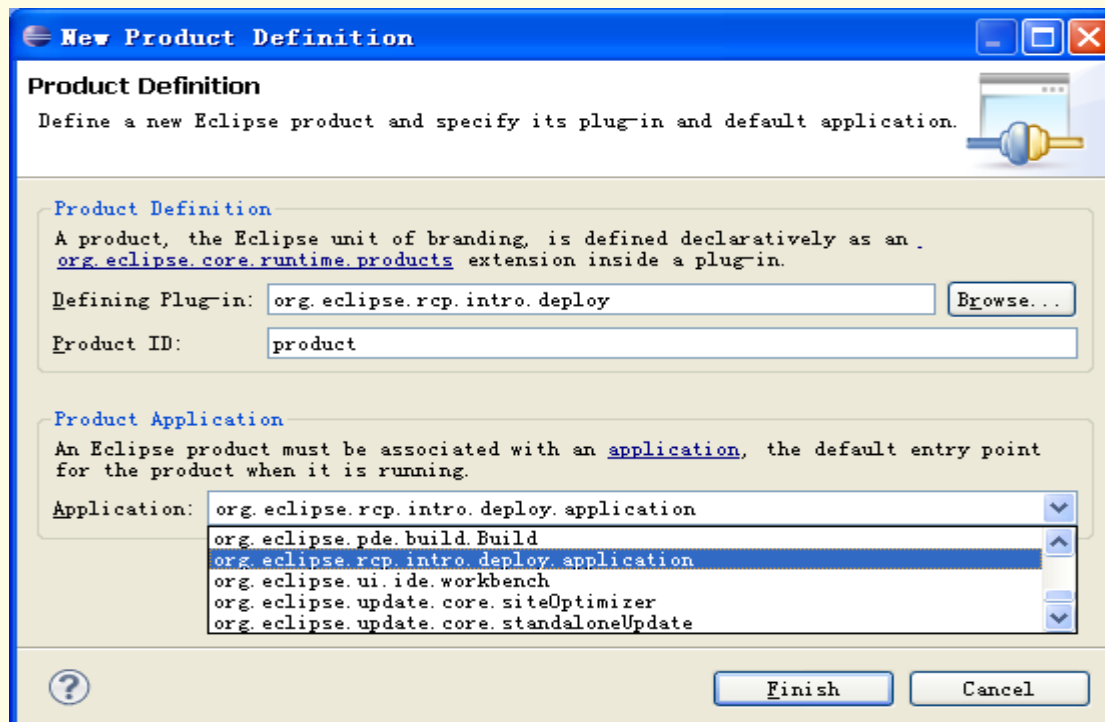 New Product Definition
Product Definition
Define a new Eclipse product and specify its plug-in and default application.
Product Definition
A product, the Eclipse unit of branding, is defined declaratively as an
org.eclipse.core.runtime.products extension inside a plug-in.
Defining Plug-in: org.eclipse.rcp.intro.deploy Browse...
Product ID: product
Product Application
An Eclipse product must be associated with an application, the default entry point
for the product when it is running.
Application: org.eclipse.rcp.intro.deploy.application
org.eclipse.pde.build.Build
org.eclipse.rcp.intro.deploy.application
org.eclipse.ui.ide.workbench
org.eclipse.update.core.siteOptimizer
org.eclipse.update.core.standaloneUpdate
? Finish Cancel